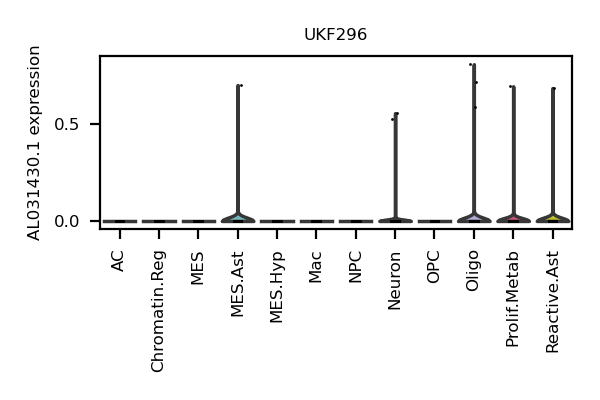 UKF296
AL031430.1 expression
0.5
0.0
AC
Chromatin.Reg
MES
MES.Ast
MES.Hyp
Mac
NPC
Neuron
OPC
Oligo
Prolif.Metab
Reactive.Ast